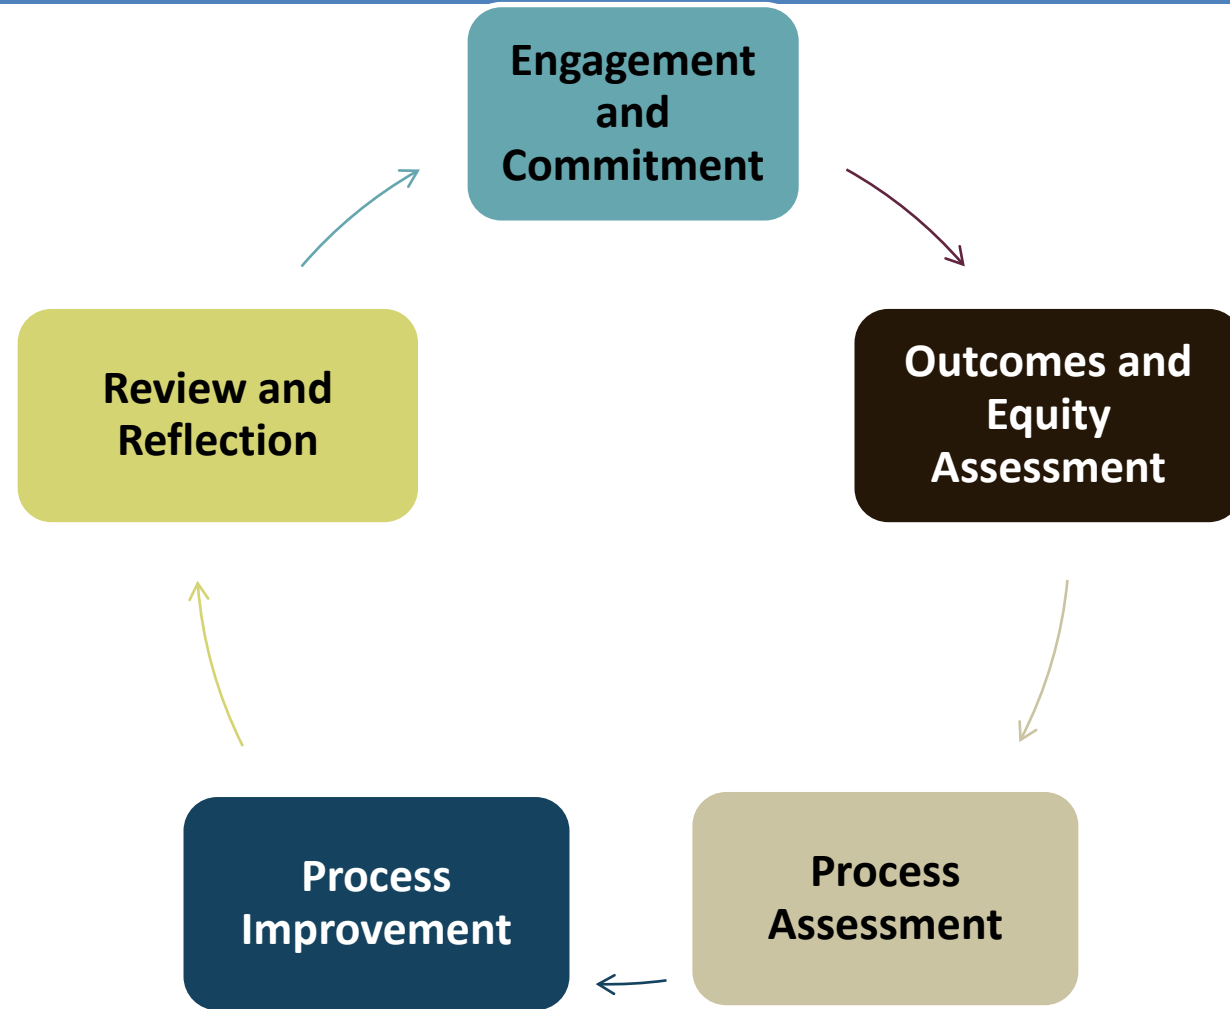 Engagement
and
Commitment
Outcomes and
Equity
Assessment
Process
Assessment
Process
Improvement
Review and
Reflection